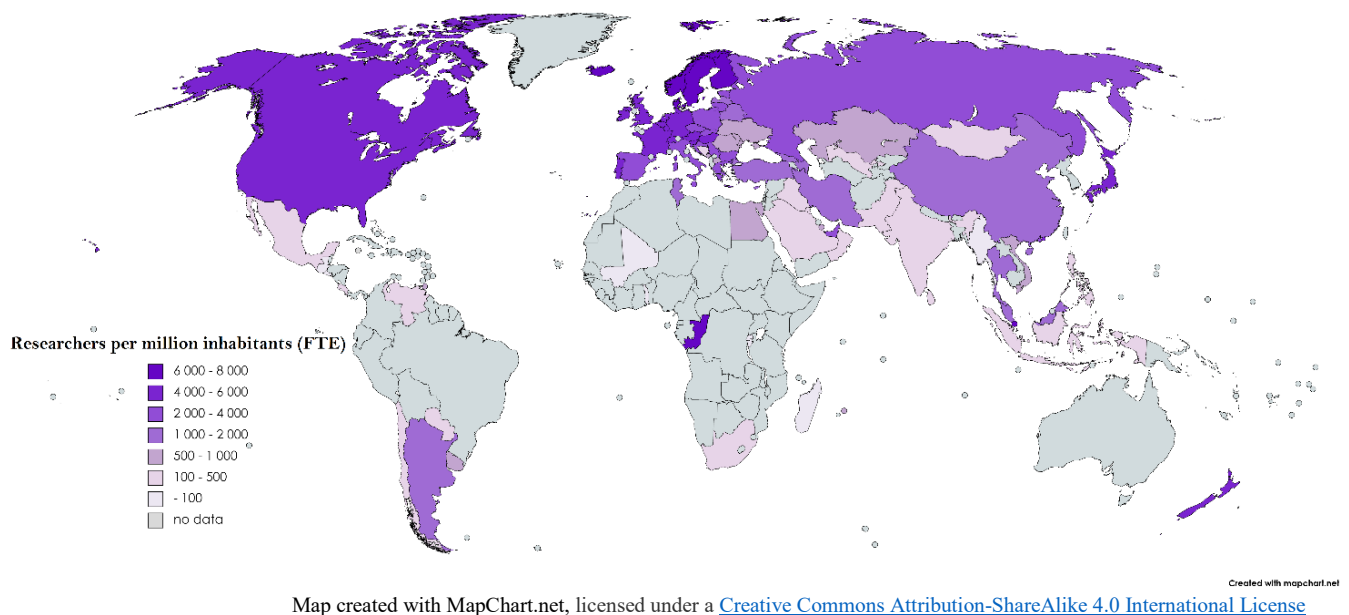 Researchers per million inhabitants (FTE)
6 000 - 8 000
4 000 - 6 000
2 000 - 4 000
1 000 - 2 000
500 - 1 000
100 - 500
- 100
no data
Created with mapchart.net
Map created with MapChart.net, licensed under a Creative Commons Attribution-ShareAlike 4.0 International License